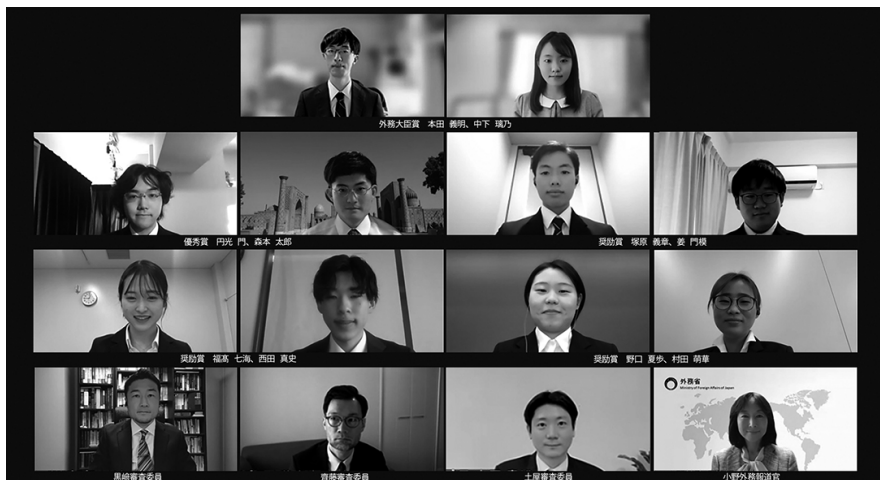 外務大臣賞　本田 義明、中下 璃乃
優秀賞　円光 門、森本 太郎
奨励賞　塚原 義章、姜 門模
奨励賞　福髙 七海、西田 真史
奨励賞　野口 夏歩、村田 萌華
外務省
Ministry of Foreign Affairs of Japan
黒﨑審査委員
齊藤審査委員
土屋審査委員
小野外務報道官